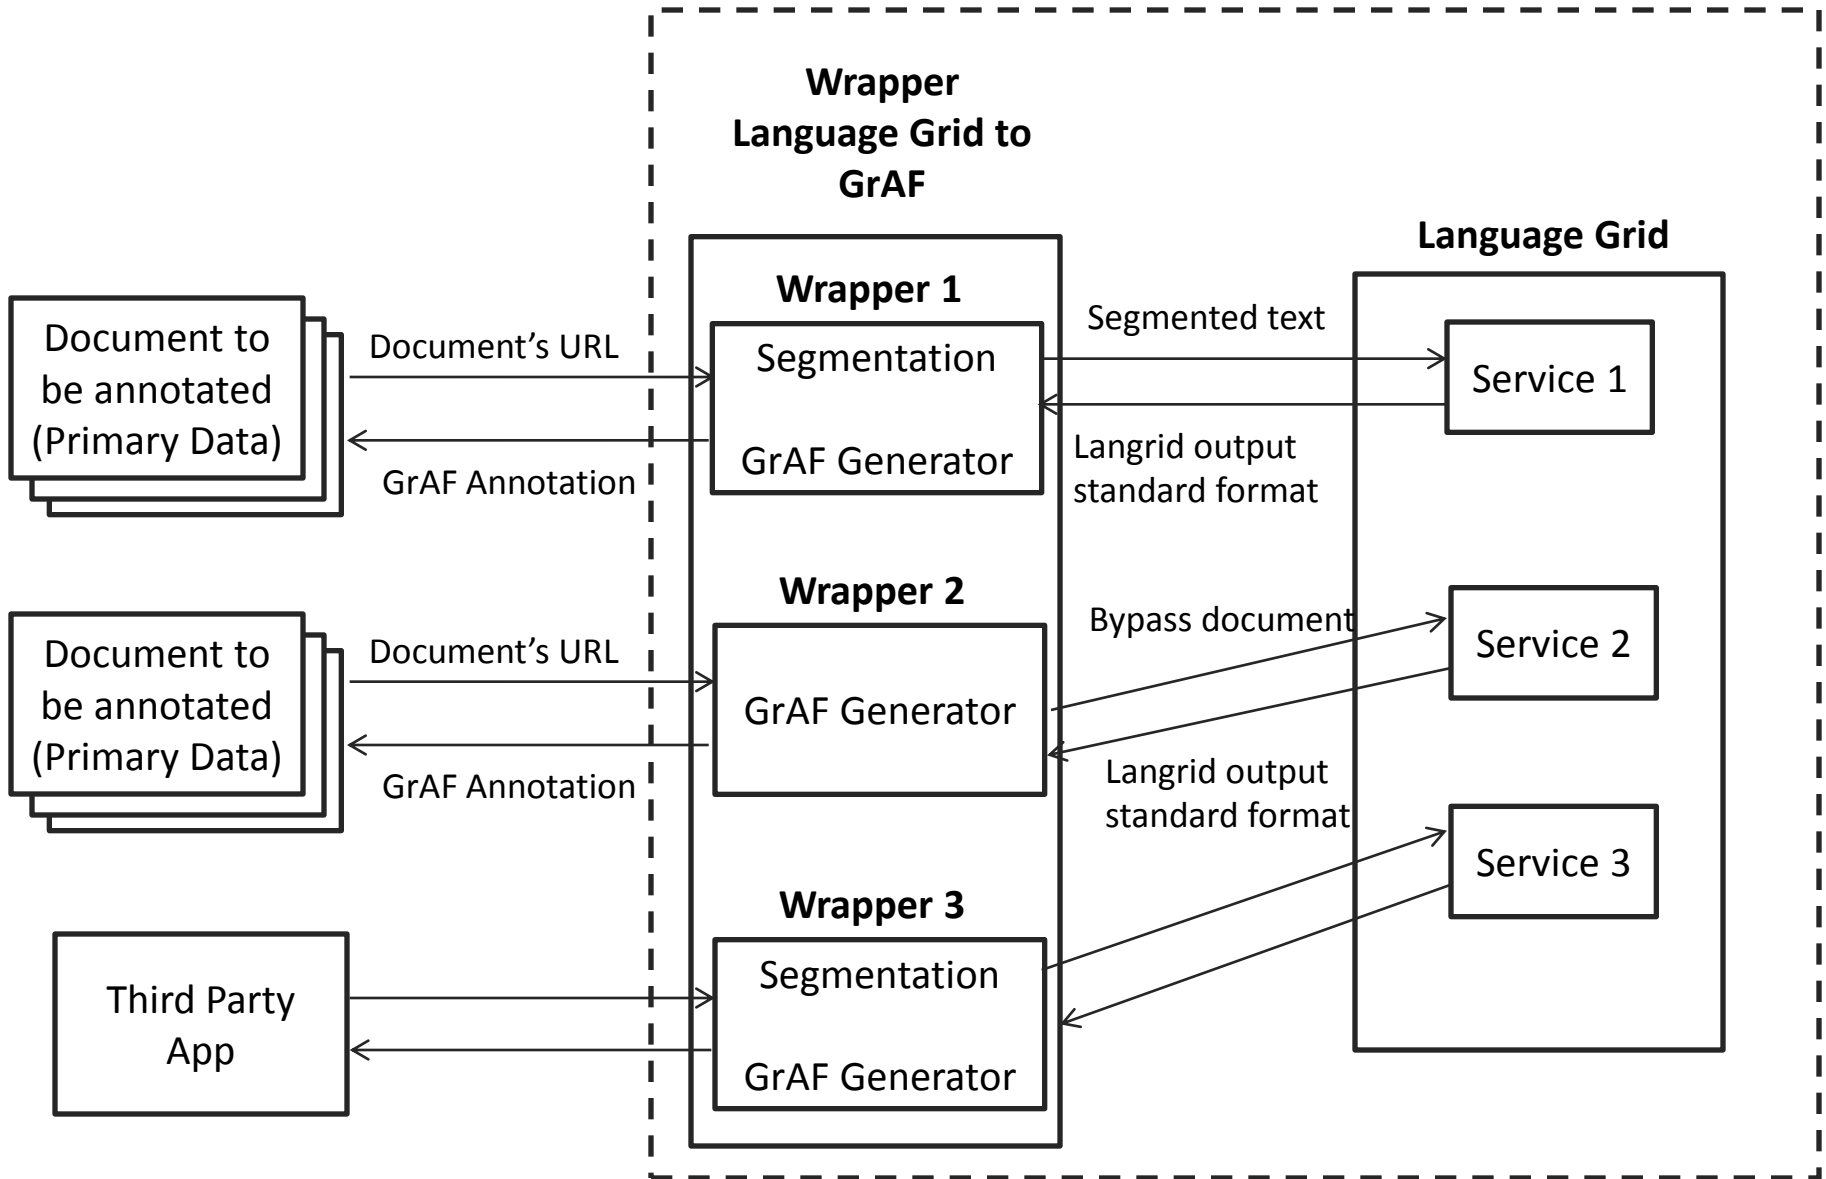 Wrapper
Language Grid to
GrAF
Language Grid
Wrapper 1
Document to
be annotated
(Primary Data)
Document's URL
GrAF Annotation
Segmentation
GrAF Generator
Segmented text
Langrid output
standard format
Service 1
Wrapper 2
Document to
be annotated
(Primary Data)
Document's URL
GrAF Annotation
GrAF Generator
Bypass document
Langrid output
standard format
Service 2
Wrapper 3
Third Party
App
Segmentation
GrAF Generator
Service 3